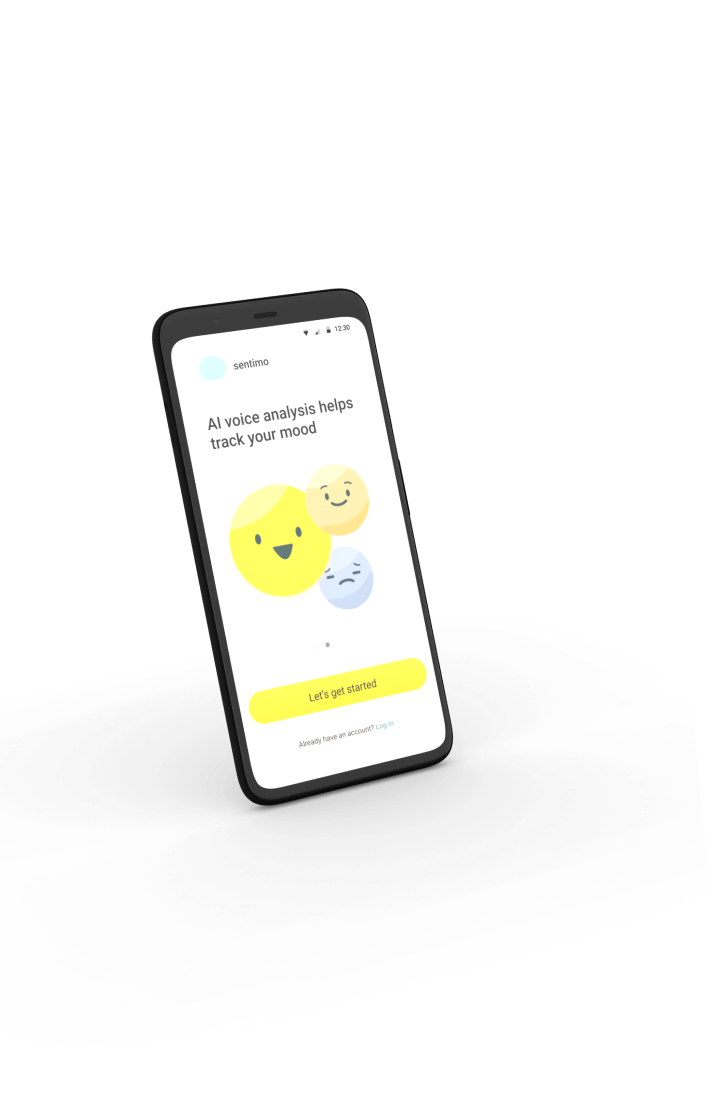 12:30
sentimo
AI voice analysis helps
track your mood
Let's get started
Already have an account? Log in